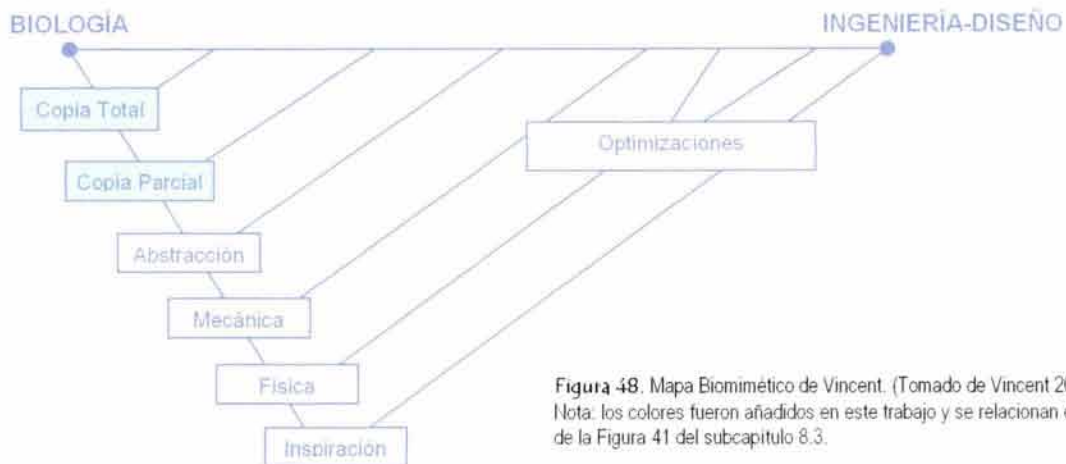 BIOLOGÍA
INGENIERÍA-DISEÑO
Copia Total
Copia Parcial
Optimizaciones
Abstracción
Mecánica
Física
Inspiración
Figura 48. Mapa Biomimético de Vincent. (Tomado de Vincent
Nota: los colores fueron añadidos en este trabajo y se relacionan
de la Figura 41 del subcapitulo 8.3.